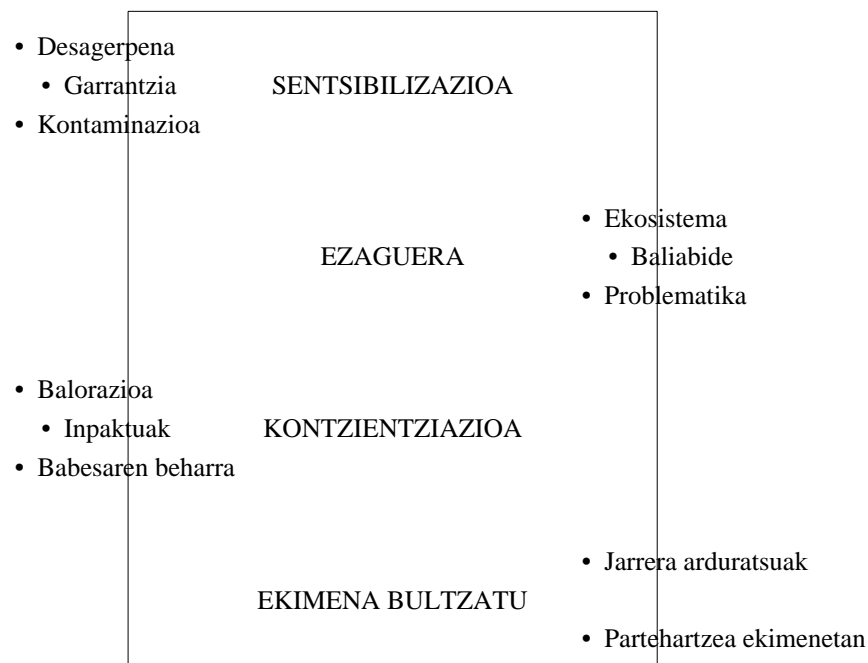 • Desagerpena
• Garrantzia
SENTSIBILIZAZIOA
• Kontaminazioa
• Ekosistema
EZAGUERA
• Baliabide
• Problematika
• Balorazioa
• Inpaktuak
KONTZIENTZIAZIOA
• Babesaren beharra
• Jarrera arduratsuak
EKIMENA BULTZATU
• Partehartzea ekimenetan